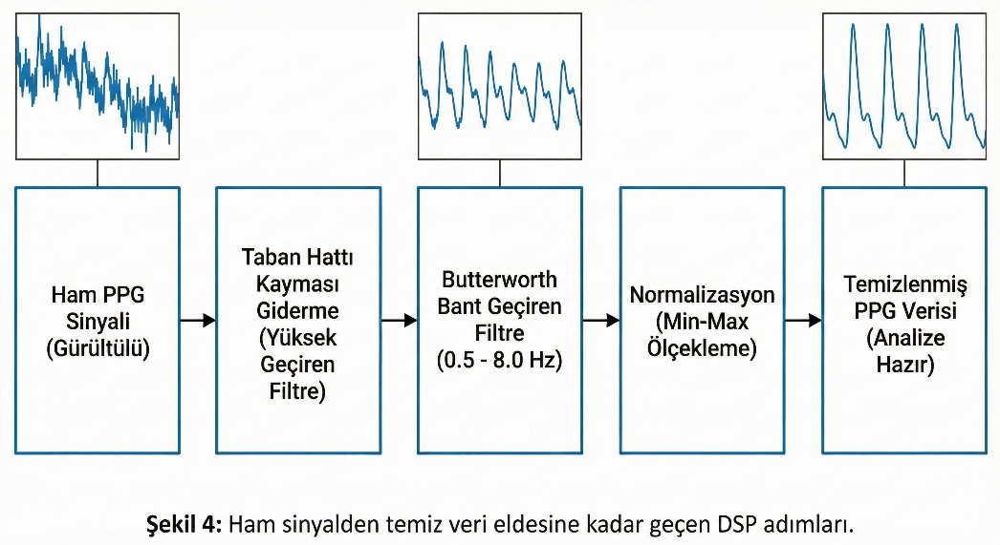 Ham PPG
Sinyali
(Gürültülü)
Taban Hattı
Kayması
Giderme
(Yüksek
Geçiren
Filtre)
Butterworth
Bant Geçiren
Filtre
(0.5 - 8.0 Hz)
Normalizasyon
(Min-Max
Ölçekleme)
Temizlenmiş
PPG Verisi
(Analize
Hazır)
Şekil 4: Ham sinyalden temiz veri eldesine kadar geçen DSP adımları.